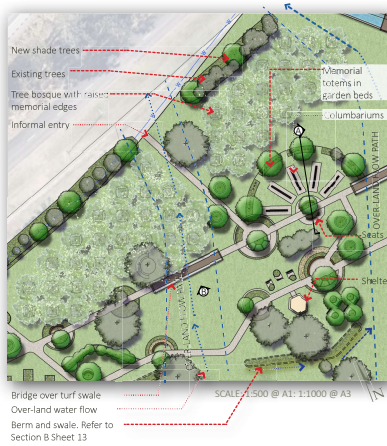 New shade trees
Existing trees
Tree bosque with raised
memorial edges
Informal entry
Memorial
totems in
garden beds
Columbariums
A
OVER-LAND FLOW PATH
Seats
Shelte
B
SCALE: 1:500 @ A1: 1:1000 @ A3
N
Bridge over turf swale
Over-land water flow
Berm and swale. Refer to
Section B Sheet 13